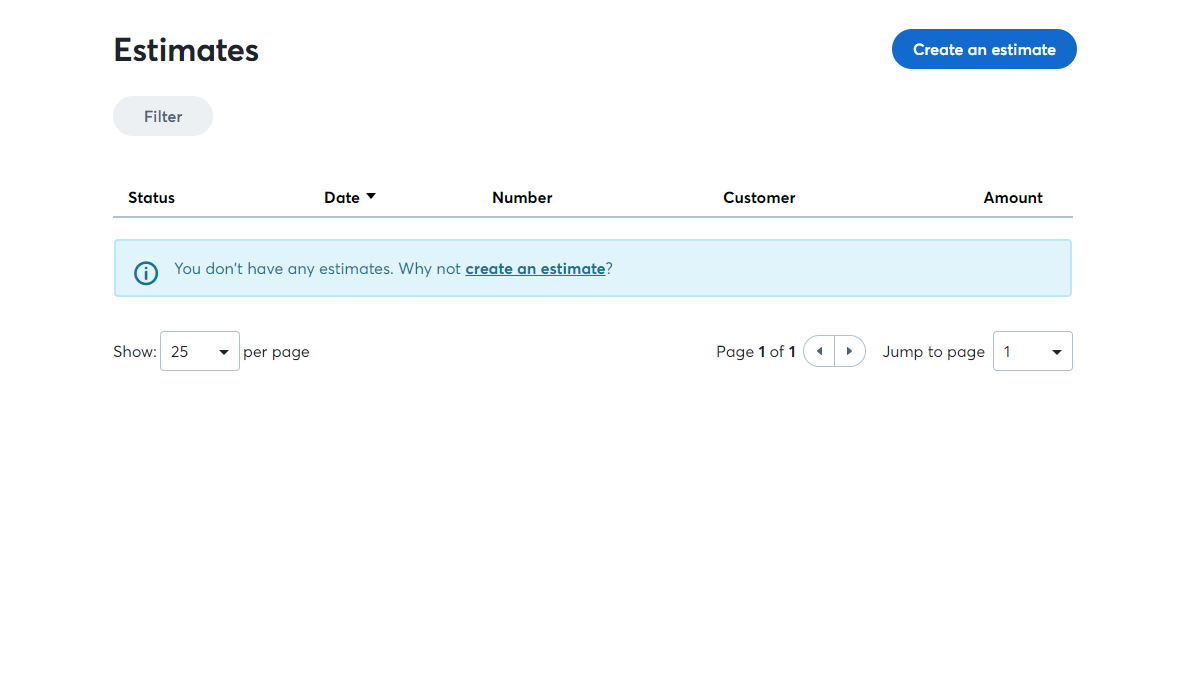 Estimates
Create an estimate
Filter
Status Date Number Customer Amount
You don't have any estimates. Why not create an estimate?
Show: 25 per page Page 1 of 1 Jump to page 1